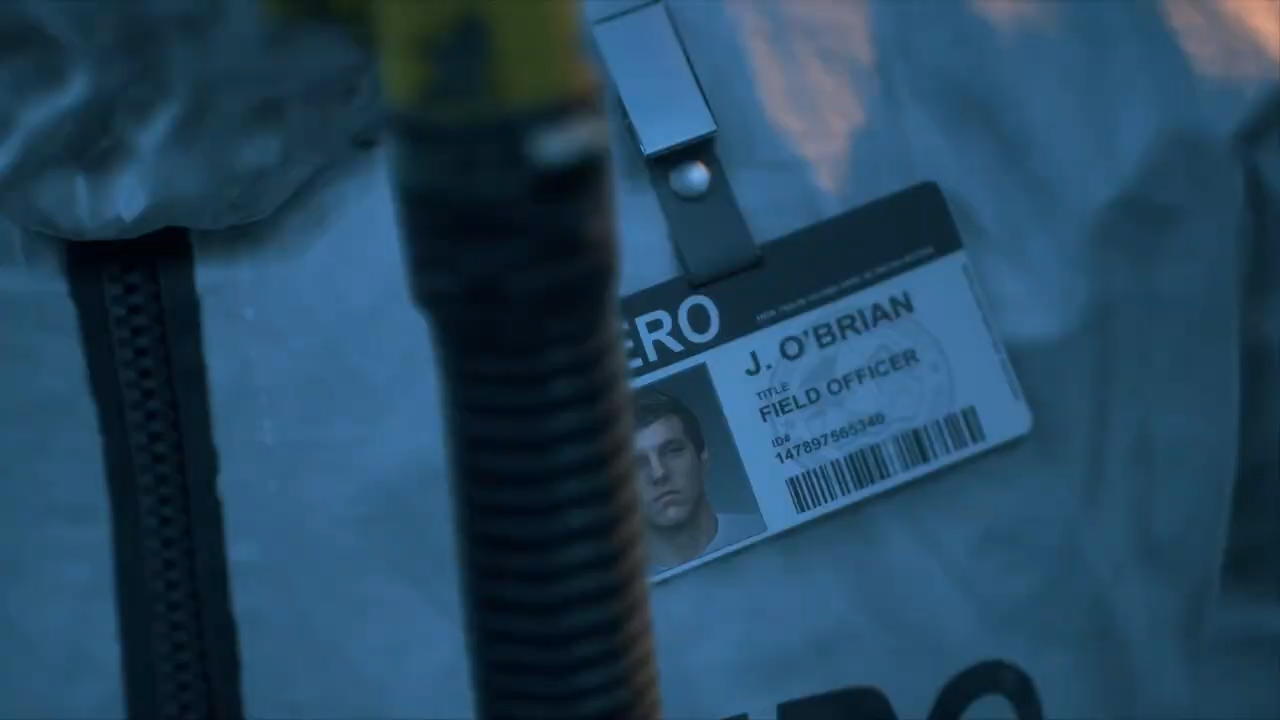 ERO
J. O'BRIAN
TITLE
FIELD OFFICER
ID#
147897565340